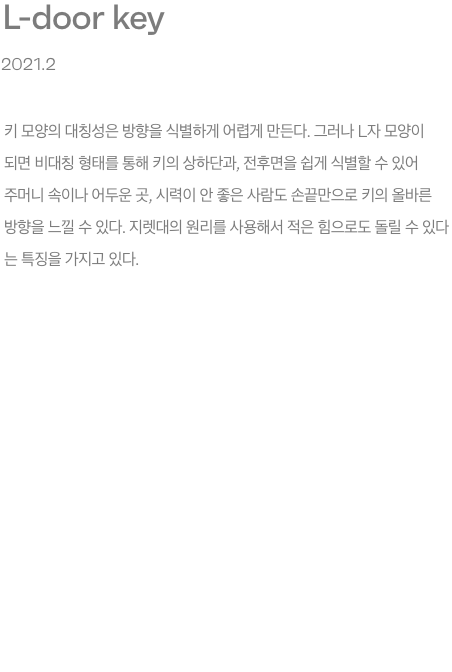 L-door key
2021.2
키 모양의 대칭성은 방향을 식별하게 어렵게 만든다. 그러나 L자 모양이
되면 비대칭 형태를 통해 키의 상하단과, 전후면을 쉽게 식별할 수 있어
주머니 속이나 어두운 곳, 시력이 안 좋은 사람도 손끝만으로 키의 올바른
방향을 느낄 수 있다. 지렛대의 원리를 사용해서 적은 힘으로도 돌릴 수 있다
는 특징을 가지고 있다.